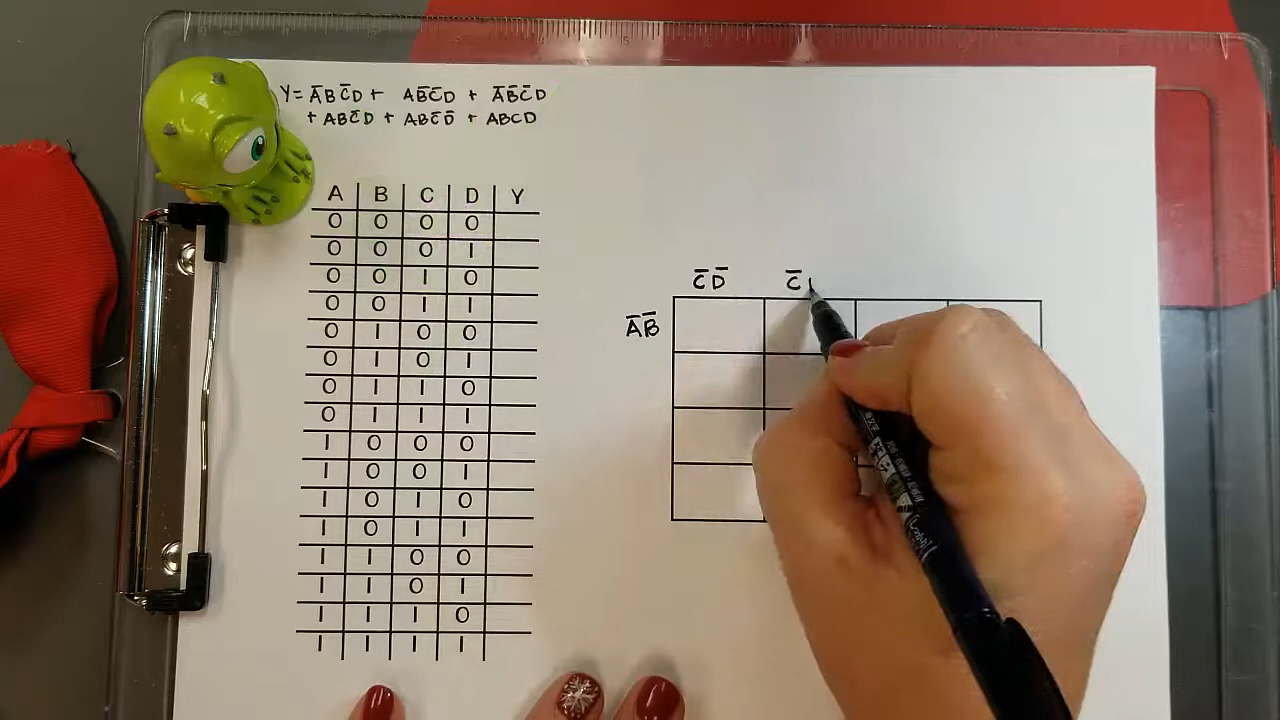 Y= A̅BC̅D + AB̅C̅D + A̅B̅C̅D
+ ABC̅D + ABC̅D̅ + ABCD
A B C D Y
0 0 0 0
0 0 0 1
0 0 1 0
0 0 1 1
0 1 0 0
0 1 0 1
0 1 1 0
0 1 1 1
1 0 0 0
1 0 0 1
1 0 1 0
1 0 1 1
1 1 0 0
1 1 0 1
1 1 1 0
1 1 1 1
C̅D̅ C̅
A̅B̅